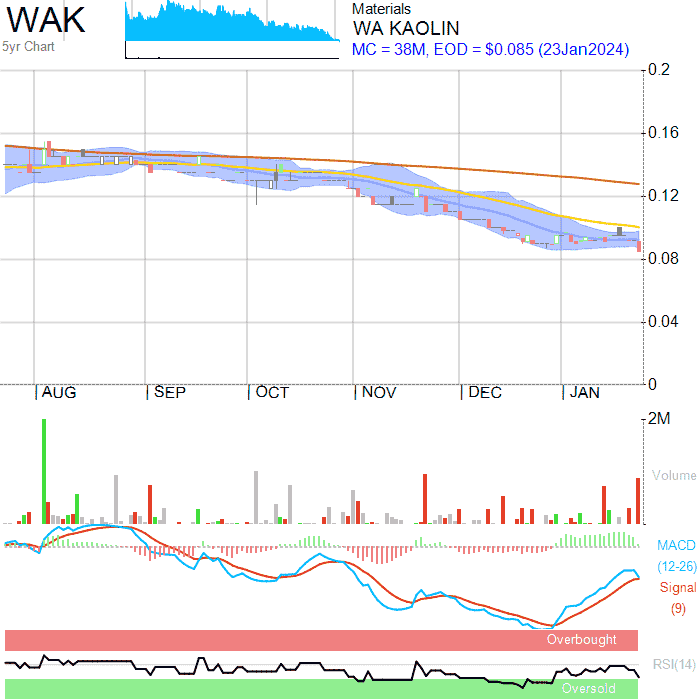 WAK
5yr Chart
Materials
WA KAOLIN
MC = 38M, EOD = $0.085 (23Jan2024)
0.2
0.16
0.12
0.08
0.04
0
AUG
SEP
OCT
NOV
DEC
JAN
2M
Volume
MACD
(12-26)
Signal
(9)
Overbought
RSI(14)
Oversold